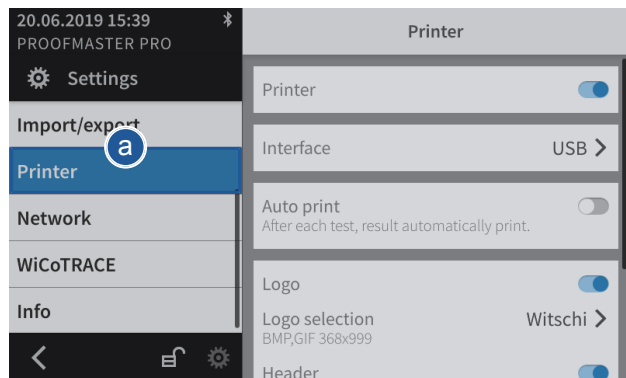 20.06.2019 15:39
PROOFMASTER PRO
Settings
Import/export
a
Printer
Network
WiCoTRACE
Info
Printer
Printer
Interface USB
Auto print
After each test, result automatically print.
Logo
Logo selection Witschi
BMP,GIF 368x999
Header